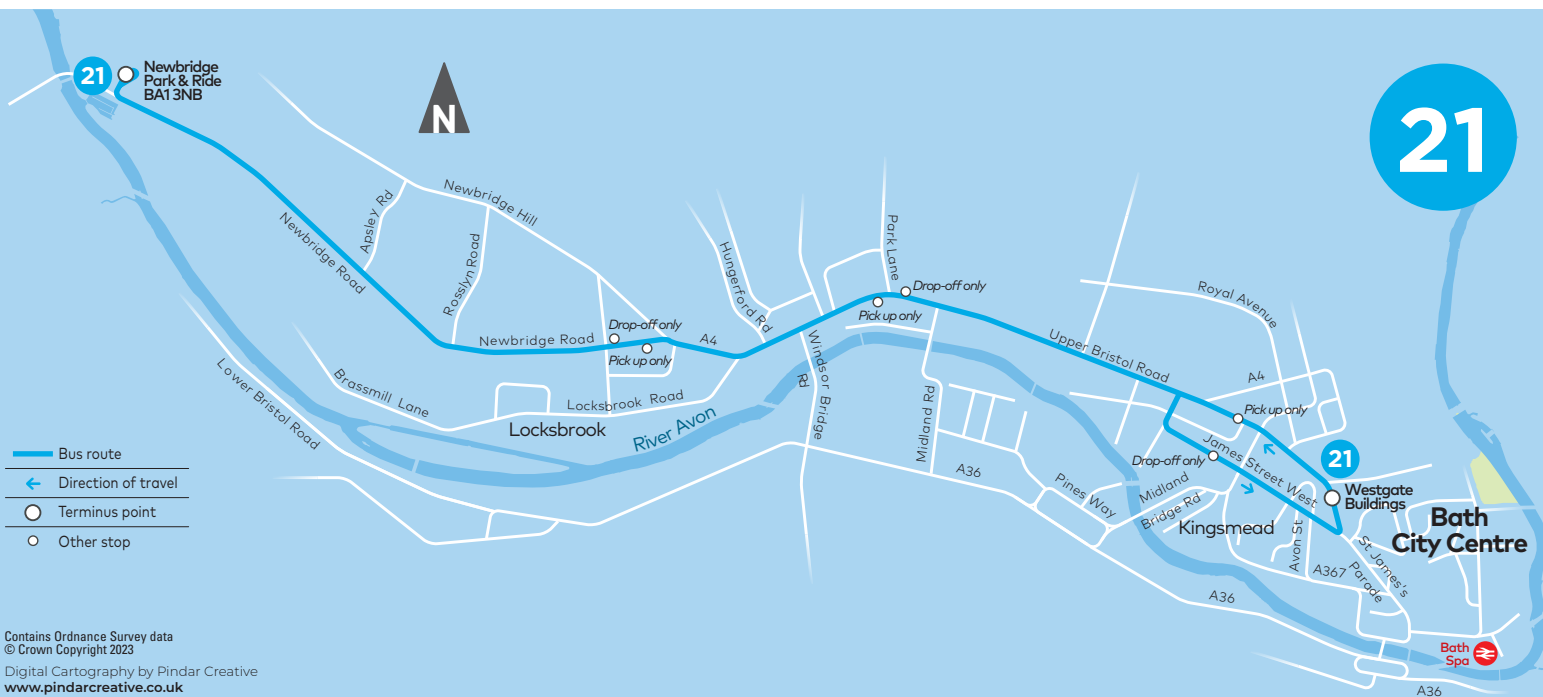 21
Newbridge
Park & Ride
BA1 3NB
N
21
Newbridge Hill
Apsley Rd
Rosslyn Road
Newbridge Road
Hungerford Rd
Park Lane
Drop-off only
Pick up only
Royal Avenue
Newbridge Road
Drop-off only
Pick up only
A4
Windsor Bridge
Rd
Upper Bristol Road
A4
Pick up only
Lower Bristol Road
Brassmill Lane
Locksbrook Road
Locksbrook
River Avon
Midland Rd
A36
Pines Way
Midland
Bridge Rd
Drop-off only
James Street West
Kingsmead
Avon St
21
Westgate
Buildings
Bath
City Centre
St James's
Parade
A367
A36
Bath
Spa
A36
Bus route
Direction of travel
Terminus point
Other stop
Contains Ordnance Survey data
© Crown Copyright 2023
Digital Cartography by Pindar Creative
www.pindarcreative.co.uk